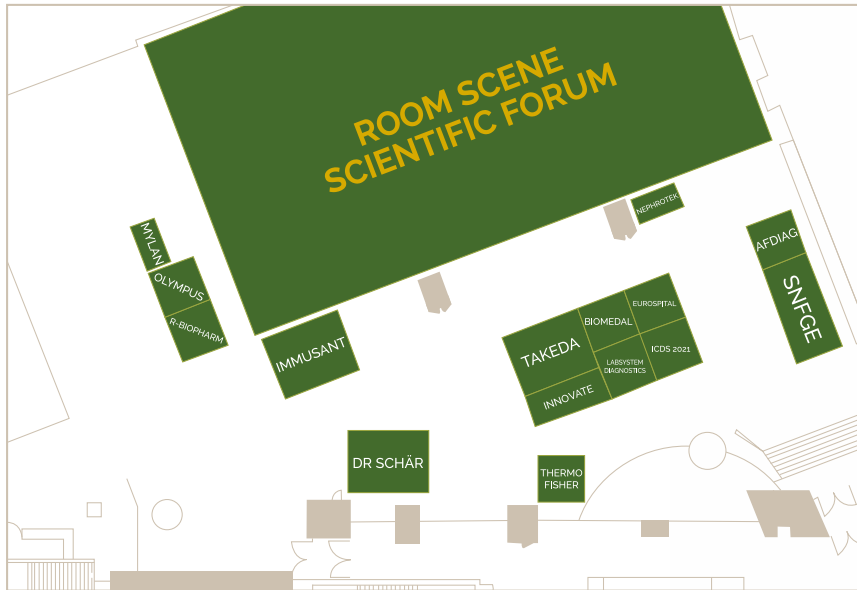 ROOM SCENE
SCIENTIFIC FORUM
NEPHROTEK
MYLAN
OLYMPUS
R-BIOPHARM
AFDIAG
SNFGE
IMMUSANT
TAKEDA
BIOMEDAL
EUROSPITAL
INNOVATE
LABSYSTEM
DIAGNOSTICS
ICDS 2021
DR SCHÄR
THERMO
FISHER